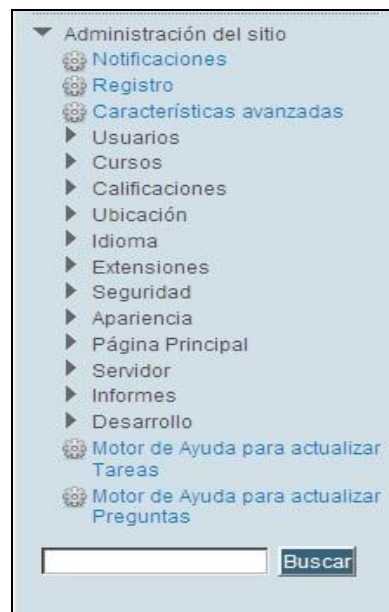 Administración del sitio
Notificaciones
Registro
Características avanzadas
Usuarios
Cursos
Calificaciones
Ubicación
Idioma
Extensiones
Seguridad
Apariencia
Página Principal
Servidor
Informes
Desarrollo
Motor de Ayuda para actualizar
Tareas
Motor de Ayuda para actualizar
Preguntas
Buscar